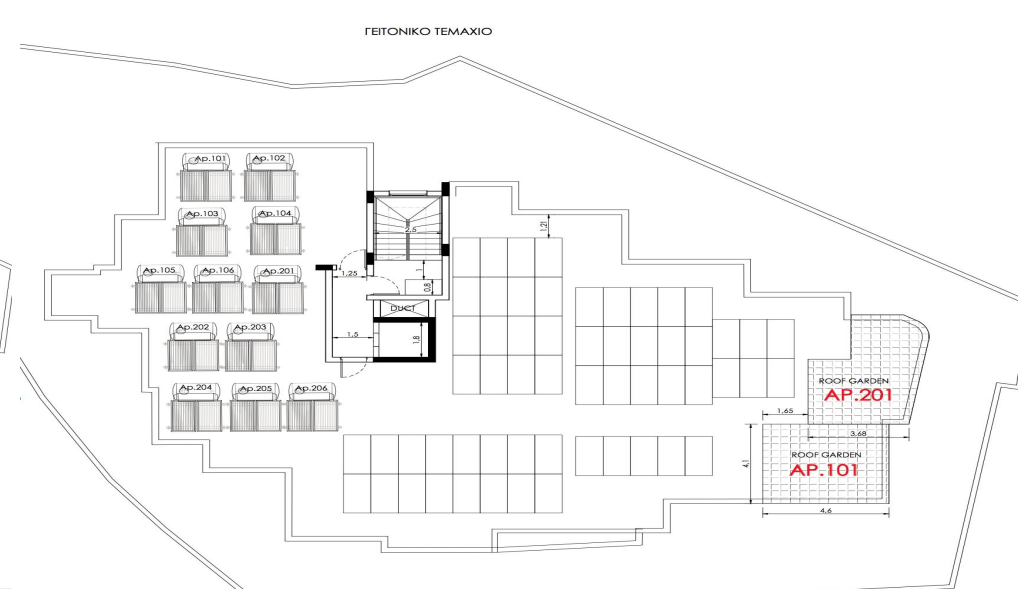 ΓΕΙΤΟΝΙΚΟ ΤΕΜΑΧΙΟ
Ap.101
Ap.102
Ap.103
Ap.104
Ap.105
Ap.106
Ap.201
Ap.202
Ap.203
Ap.204
Ap.205
Ap.206
2,5
1,25
1
0,8
DUCT
1,5
1,8
1,21
ROOF GARDEN
AP.201
1,65
3,68
ROOF GARDEN
AP.101
4,1
4,6